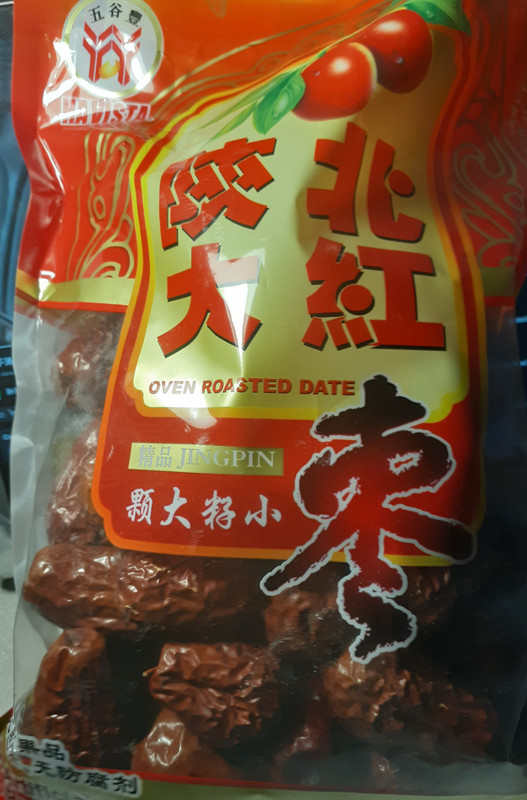 五谷豐
HARVISTA
陝北
大紅
棗
OVEN ROASTED DATE
精品 JINGPIN
顆大籽小
果品
无防腐剂